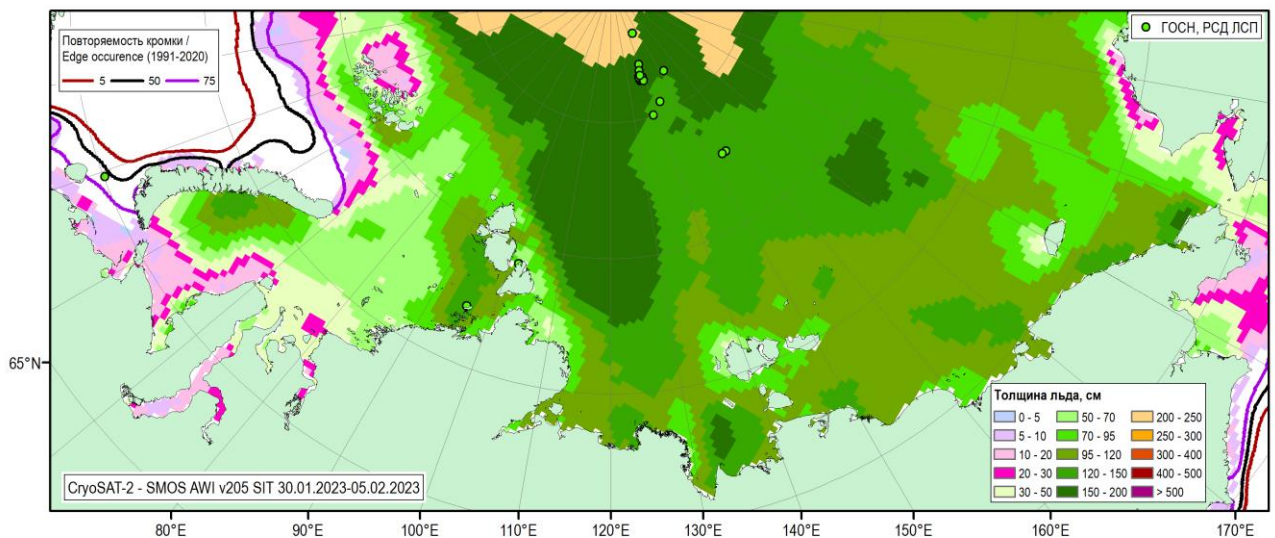 Повторяемость кромки /
Edge occurence (1991-2020)
5 50 75
ГОСН, РСД ЛСП
65°N
Толщина льда, см
0 - 5 50 - 70 200 - 250
5 - 10 70 - 95 250 - 300
10 - 20 95 - 120 300 - 400
20 - 30 120 - 150 400 - 500
30 - 50 150 - 200 > 500
CryoSAT-2 - SMOS AWI v205 SIT 30.01.2023-05.02.2023
80°E 90°E 100°E 110°E 120°E 130°E 140°E 150°E 160°E 170°E